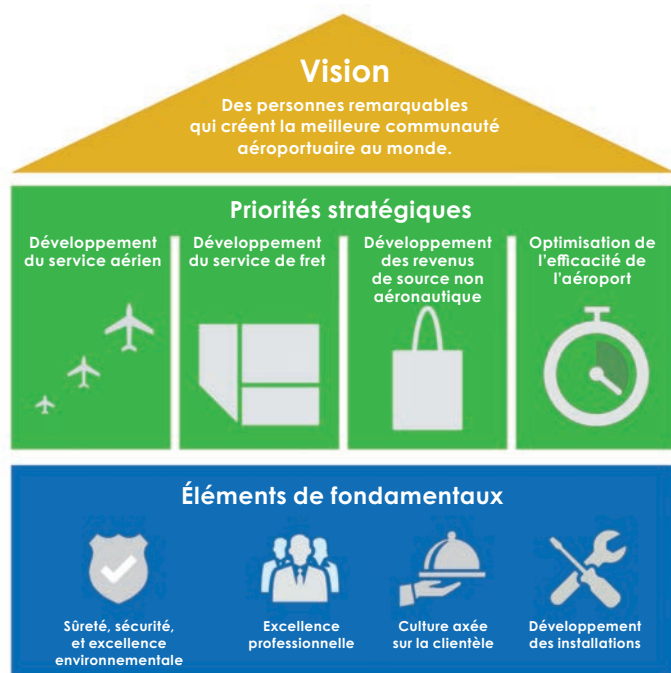 Vision
Des personnes remarquables
qui créent la meilleure communauté
aéroportuaire au monde.
Priorités stratégiques
Développement
du service aérien
Développement
du service de fret
Développement
des revenus
de source non
aéronautique
Optimisation de
l'efficacité de
l'aéroport
Éléments de fondamentaux
Sûreté, sécurité,
et excellence
environnementale
Excellence
professionnelle
Culture axée
sur la clientèle
Développement
des installations